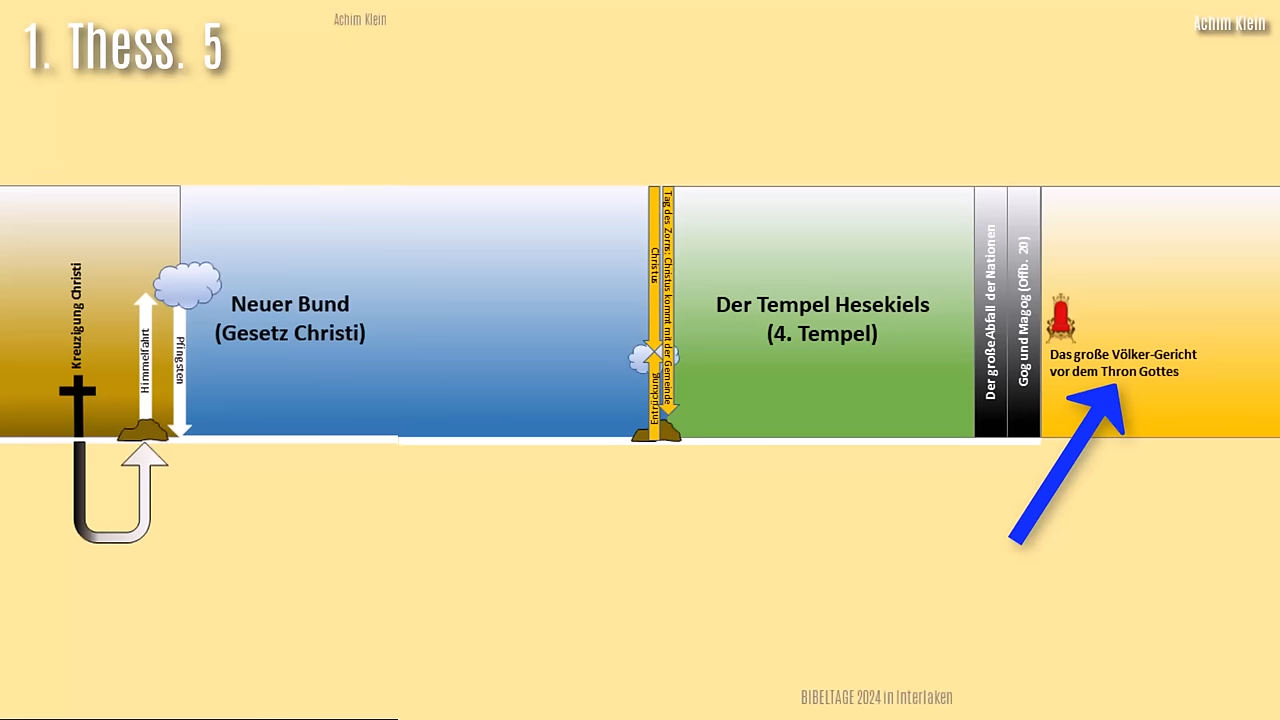 1. Thess. 5
Achim Klein
Achim Klein
Kreuzigung Christi
Himmelfahrt
Pfingsten
Neuer Bund
(Gesetz Christi)
Christus
Entrückung
Tag des Zorns: Christus kommt mit der Gemeinde
Der Tempel Hesekiels
(4. Tempel)
Der große Abfall der Nationen
Gog und Magog (Offb. 20)
Das große Völker-Gericht
vor dem Thron Gottes
BIBELTAGE 2024 in Interlaken